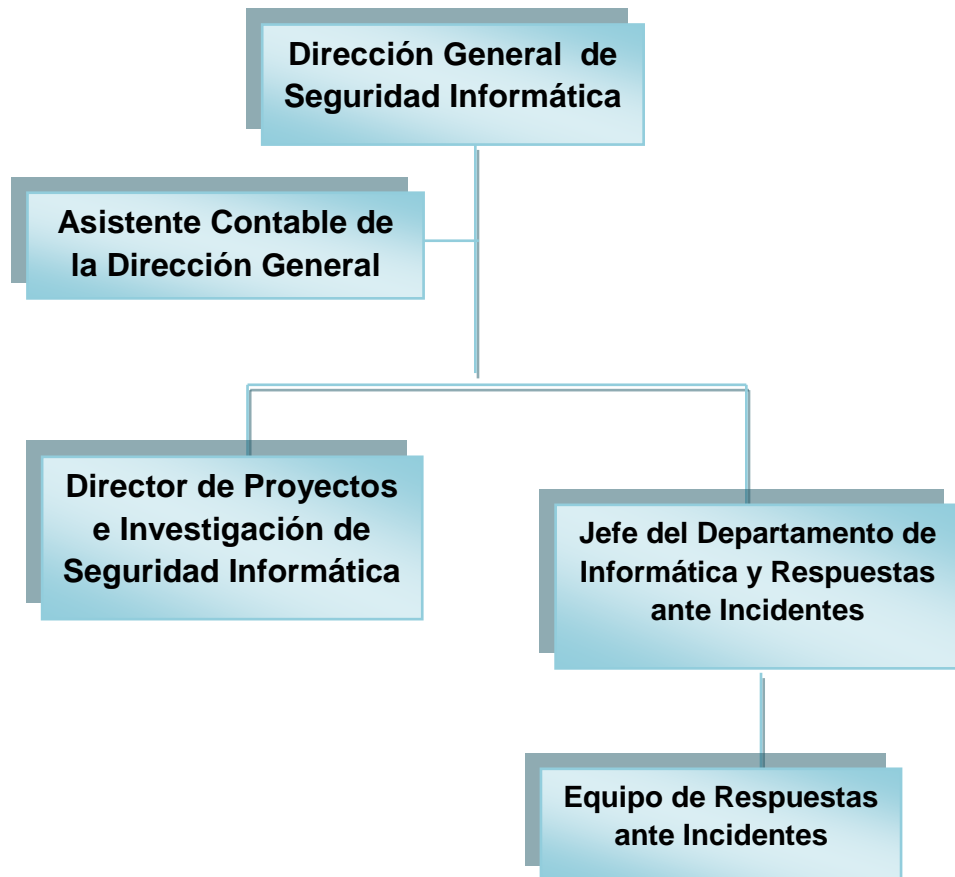 Dirección General de
Seguridad Informática
Asistente Contable de
la Dirección General
Director de Proyectos
e Investigación de
Seguridad Informática
Jefe del Departamento de
Informática y Respuestas
ante Incidentes
Equipo de Respuestas
ante Incidentes